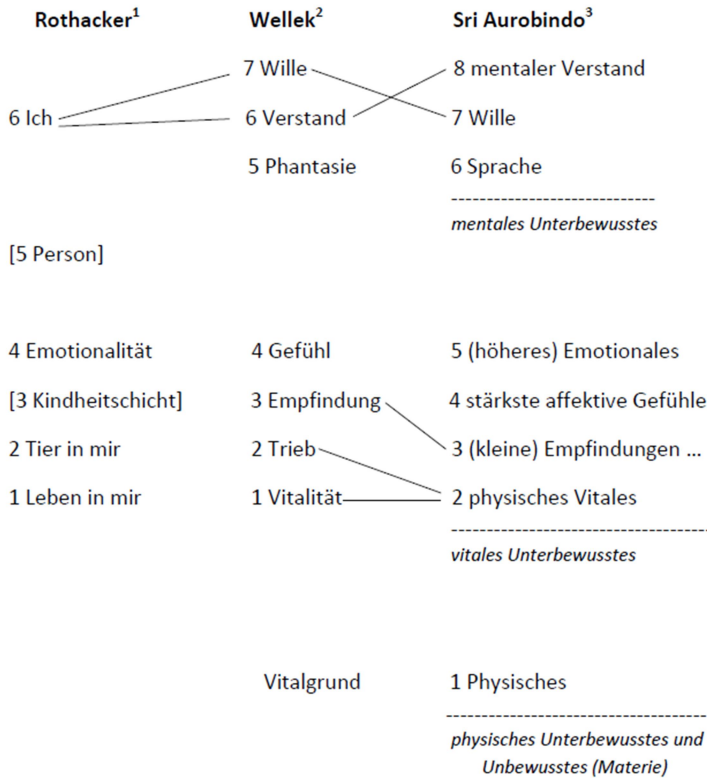 Rothacker¹ Wellek² Sri Aurobindo³
7 Wille 8 mentaler Verstand
6 Ich 6 Verstand 7 Wille
5 Phantasie 6 Sprache
mentales Unterbewusstes
[5 Person]
4 Emotionalität 4 Gefühl 5 (höheres) Emotionales
[3 Kindheitschicht] 3 Empfindung 4 stärkste affektive Gefühle
2 Tier in mir 2 Trieb 3 (kleine) Empfindungen ...
1 Leben in mir 1 Vitalität 2 physisches Vitales
vitales Unterbewusstes
Vitalgrund 1 Physisches
physisches Unterbewusstes und
Unbewusstes (Materie)